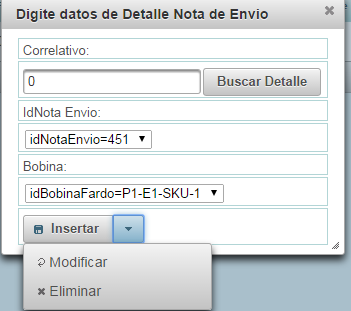 Digite datos de Detalle Nota de Envio
Correlativo:
0
Buscar Detalle
IdNota Envio:
idNotaEnvio=451
Bobina:
idBobinaFardo=P1-E1-SKU-1
Insertar
Modificar
Eliminar